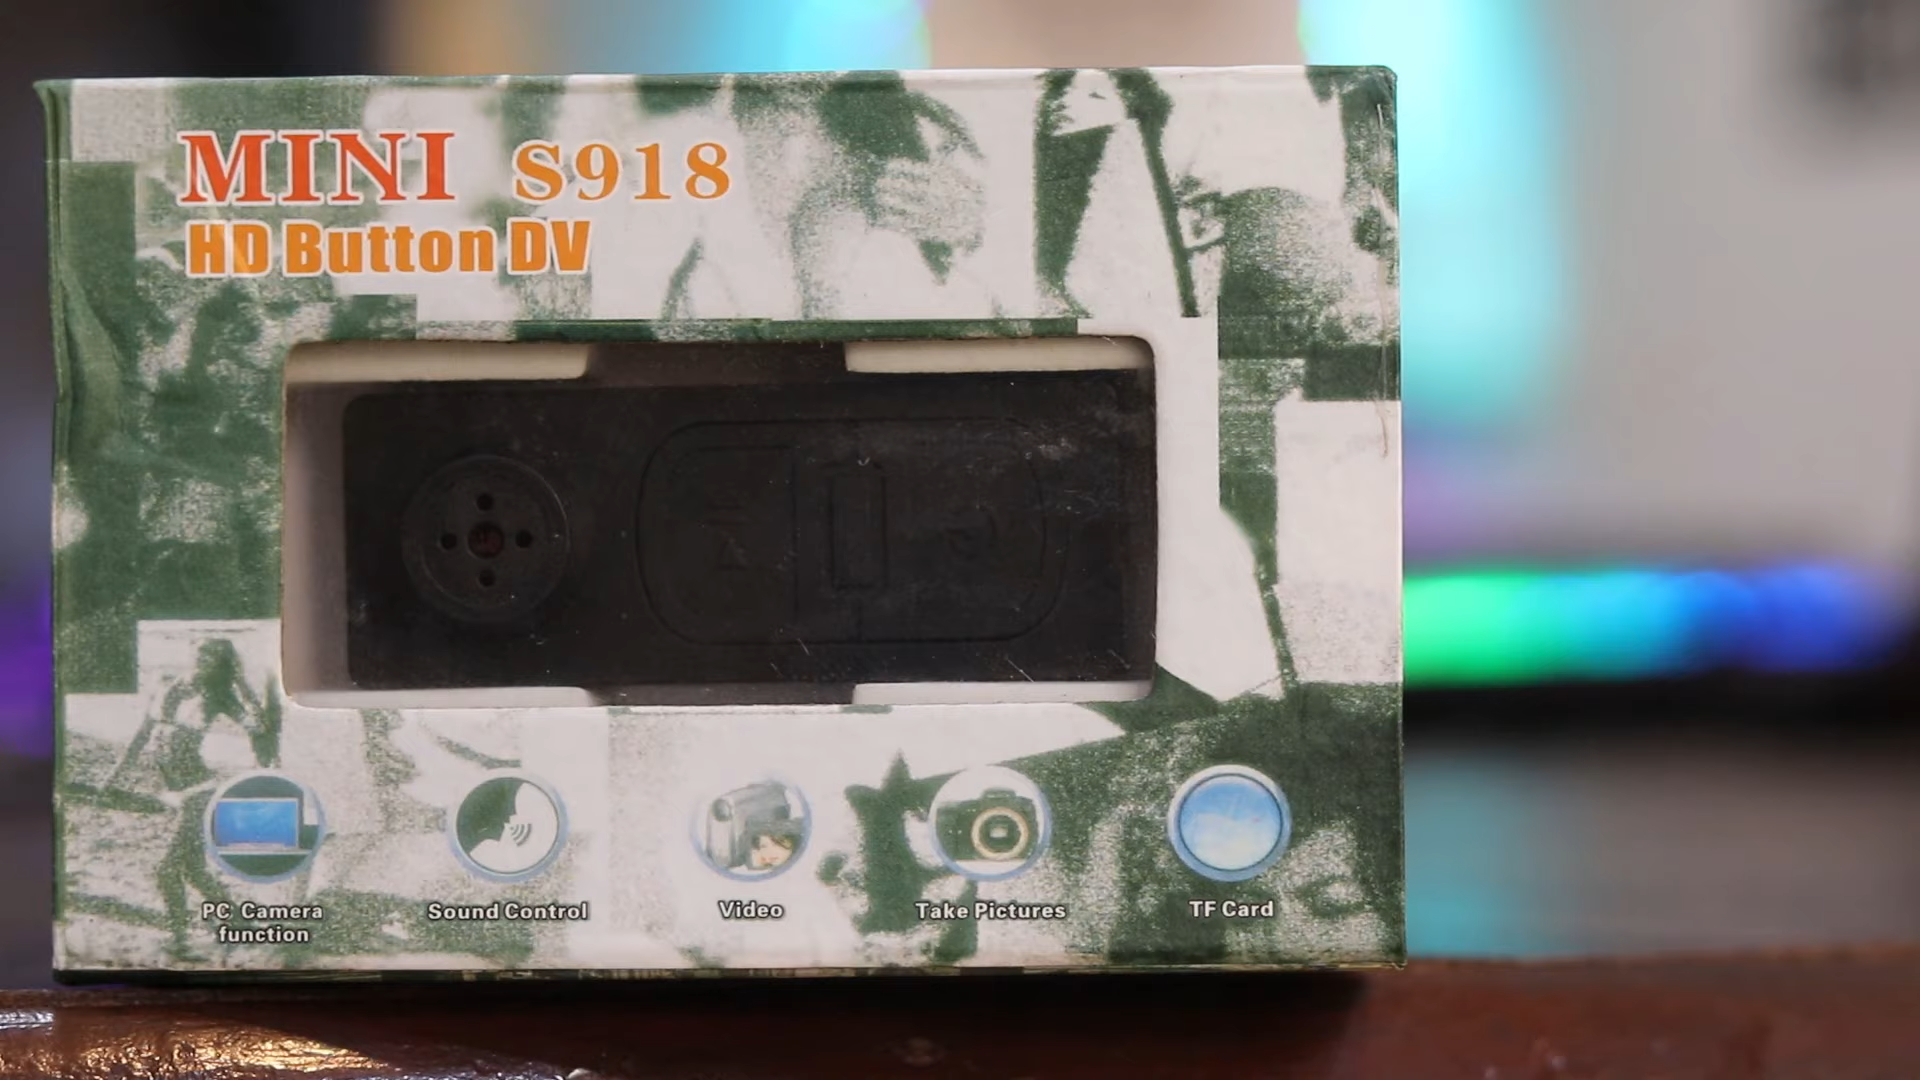 MINI S918
HD Button DV
PC Camera
function
Sound Control
Video
Take Pictures
TF Card